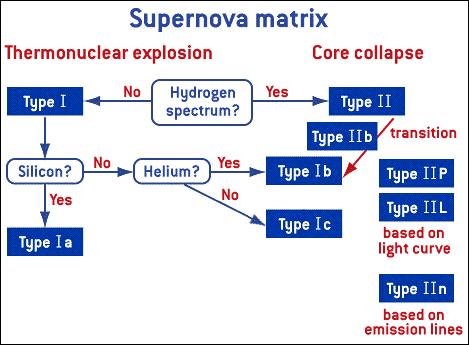 Supernova matrix
Thermonuclear explosion
Core collapse
Type I
No
Hydrogen
spectrum?
Yes
Type II
Type IIb
transition
Silicon?
No
Helium?
Yes
Type Ib
Type IIP
Yes
No
Type IIL
Type Ia
Type Ic
based on
light curve
Type IIn
based on
emission lines